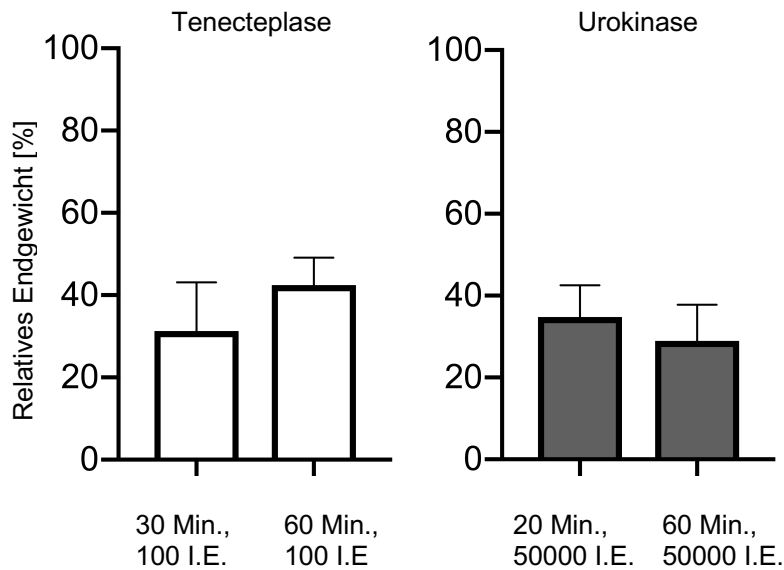 Tenecteplase
Relatives Endgewicht [%]
100
80
60
40
20
0
30 Min.,
100 I.E.
60 Min.,
100 I.E
Urokinase
100
80
60
40
20
0
20 Min.,
50000 I.E.
60 Min.,
50000 I.E.